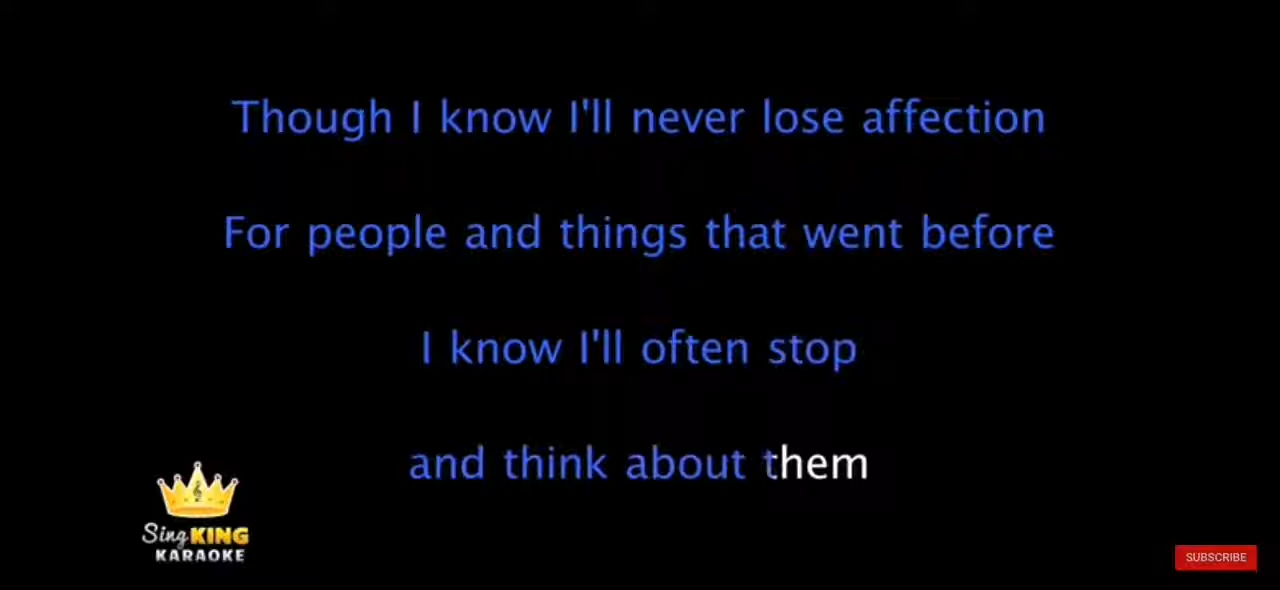 Though I know I'll never lose affection
For people and things that went before
I know I'll often stop
and think about them
Sing KING
KARAOKE
SUBSCRIBE